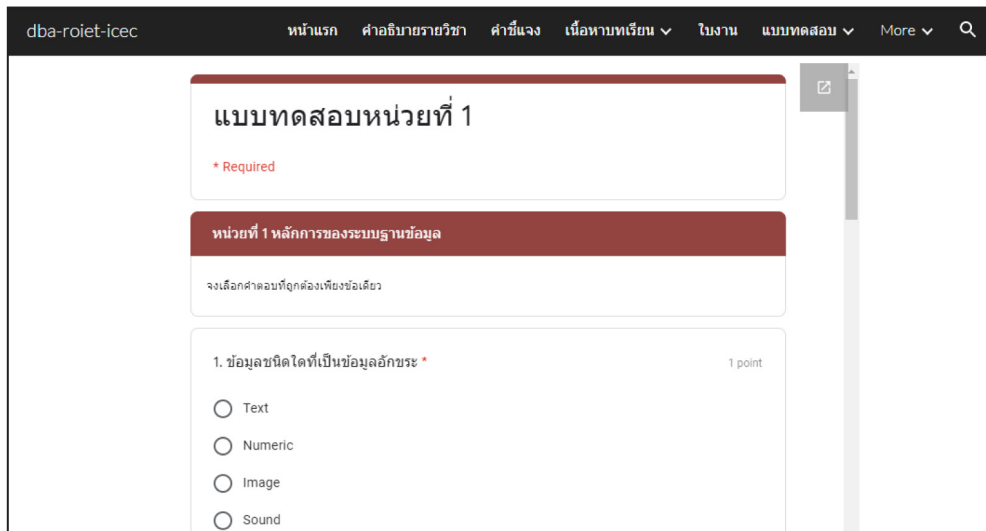 dba-roiet-icec หน้าแรก คำอธิบายรายวิชา คำชี้แจง เนื้อหาบทเรียน ใบงาน แบบทดสอบ More
แบบทดสอบหน่วยที่ 1
* Required
หน่วยที่ 1 หลักการของระบบฐานข้อมูล
จงเลือกคำตอบที่ถูกต้องเพียงข้อเดียว
1. ข้อมูลชนิดใดที่เป็นข้อมูลอักขระ * 1 point
Text
Numeric
Image
Sound